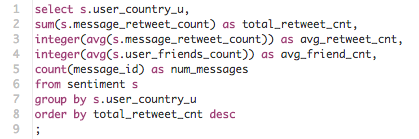 1 select s.user_country_u,
2 sum(s.message_retweet_count) as total_retweet_cnt,
3 integer(avg(s.message_retweet_count)) as avg_retweet_cnt,
4 integer(avg(s.user_friends_count)) as avg_friend_cnt,
5 count(message_id) as num_messages
6 from sentiment s
7 group by s.user_country_u
8 order by total_retweet_cnt desc
9 ;